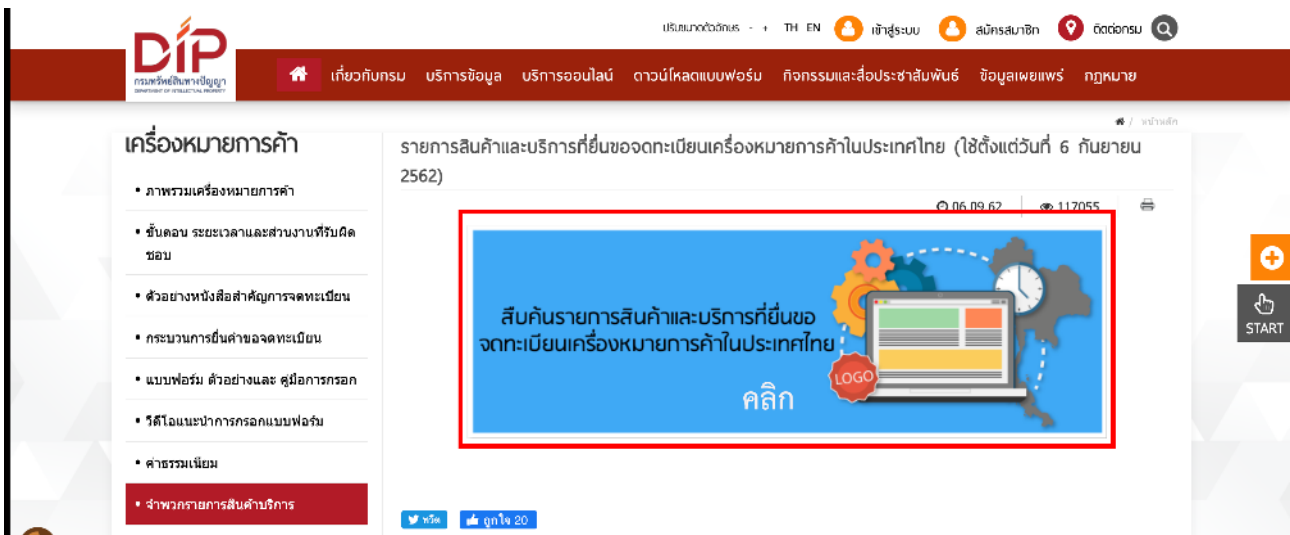 ปรับขนาดตัวอักษร - + TH EN เข้าสู่ระบบ สมัครสมาชิก ติดต่อกรม
DIP
กรมทรัพย์สินทางปัญญา
DEPARTMENT OF INTELLECTUAL PROPERTY
เกี่ยวกับกรม บริการข้อมูล บริการออนไลน์ ดาวน์โหลดแบบฟอร์ม กิจกรรมและสื่อประชาสัมพันธ์ ข้อมูลเผยแพร่ กฎหมาย
/ หน้าหลัก
เครื่องหมายการค้า
• ภาพรวมเครื่องหมายการค้า
• ขั้นตอน ระยะเวลาและส่วนงานที่รับผิด
ชอบ
• ตัวอย่างหนังสือสำคัญการจดทะเบียน
• กระบวนการยื่นคำขอจดทะเบียน
• แบบฟอร์ม ตัวอย่างและ คู่มือการกรอก
• วีดีโอแนะนำการกรอกแบบฟอร์ม
• ค่าธรรมเนียม
• จำพวกรายการสินค้าบริการ
รายการสินค้าและบริการที่ยื่นขอจดทะเบียนเครื่องหมายการค้าในประเทศไทย (ใช้ตั้งแต่วันที่ 6 กันยายน
2562)
06.09.62 117055
สืบค้นรายการสินค้าและบริการที่ยื่นขอ
จดทะเบียนเครื่องหมายการค้าในประเทศไทย
LOGO
คลิก
ทวีต ถูกใจ 20
START